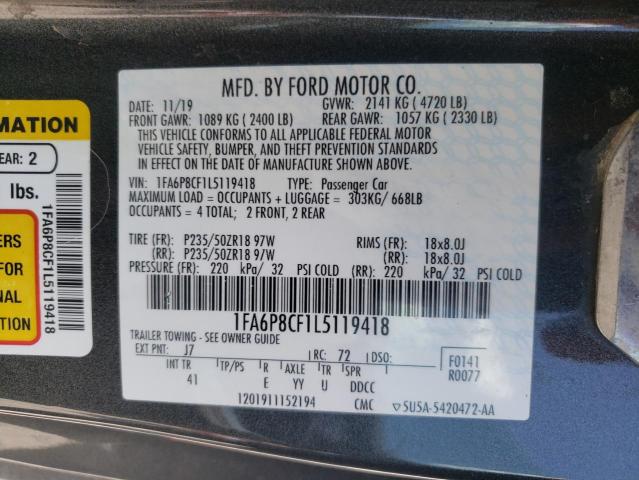 MFD. BY FORD MOTOR CO.
DATE: 11/19 GVWR: 2141 KG ( 4720 LB)
FRONT GAWR: 1089 KG ( 2400 LB) REAR GAWR: 1057 KG ( 2330 LB)
THIS VEHICLE CONFORMS TO ALL APPLICABLE FEDERAL MOTOR
VEHICLE SAFETY, BUMPER, AND THEFT PREVENTION STANDARDS
IN EFFECT ON THE DATE OF MANUFACTURE SHOWN ABOVE.
VIN: 1FA6P8CF1L5119418 TYPE: Passenger Car
MAXIMUM LOAD = OCCUPANTS + LUGGAGE = 303KG/ 668LB
OCCUPANTS = 4 TOTAL; 2 FRONT, 2 REAR
TIRE (FR): P235/50ZR18 97W RIMS (FR): 18x8.0J
(RR): P235/50ZR18 97W (RR): 18x8.0J
PRESSURE (FR): 220 kPa/ 32 PSI COLD (RR): 220 kPa/ 32 PSI COLD
1FA6P8CF1L5119418
TRAILER TOWING - SEE OWNER GUIDE
EXT PNT: J7 RC: 72 DSO:
INT TR TP/PS R AXLE TR SPR
41 E YY U DDCC
F0141
R0077
1201911152194 CMC ▽5U5A-5420472-AA
MATION
EAR: 2
lbs.
ERS
FOR
NAL
TION
1FA6P8CF1L5119418